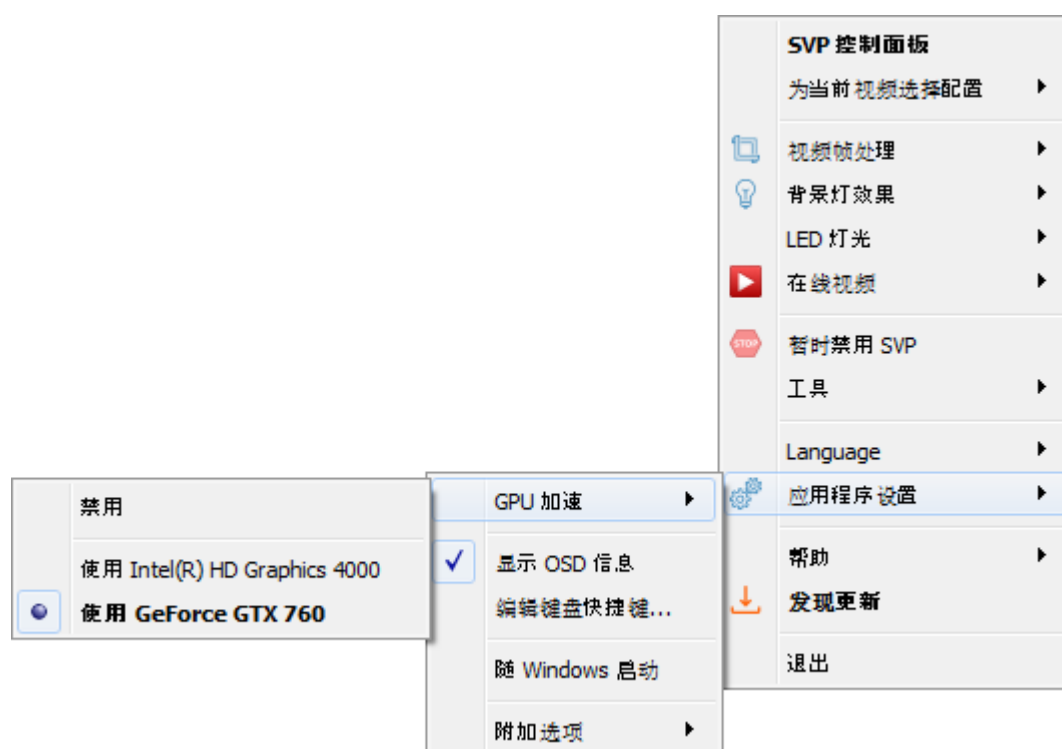 SVP 控制面板
为当前视频选择配置
视频帧处理
背景灯效果
LED 灯光
在线视频
STOP
暂时禁用 SVP
工具
Language
应用程序设置
帮助
发现更新
退出
GPU 加速
显示 OSD 信息
编辑键盘快捷键...
随 Windows 启动
附加选项
禁用
使用 Intel(R) HD Graphics 4000
使用 GeForce GTX 760